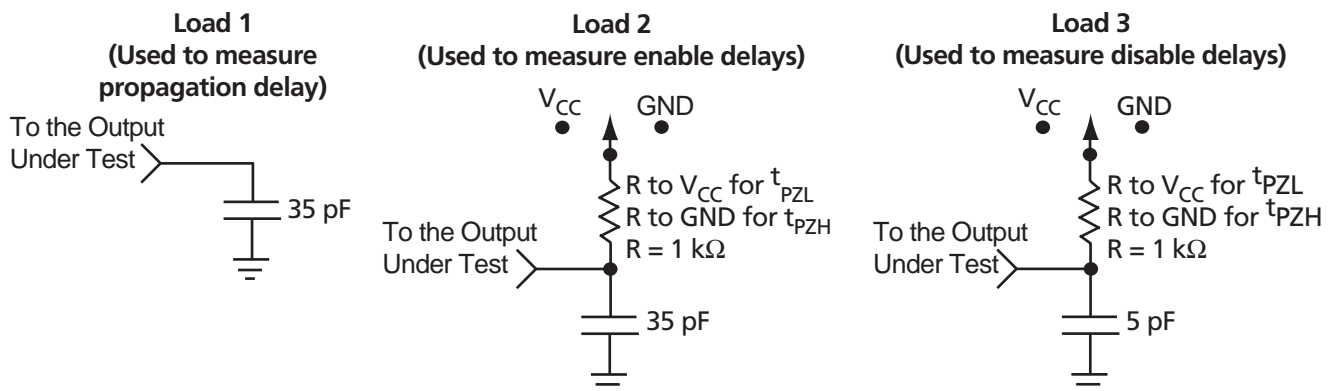 Load 1
(Used to measure
propagation delay)
To the Output
Under Test
35 pF
Load 2
(Used to measure enable delays)
VCC
GND
R to VCC for tPZL
R to GND for tPZH
R = 1 kΩ
To the Output
Under Test
35 pF
Load 3
(Used to measure disable delays)
VCC
GND
R to VCC for tPZL
R to GND for tPZH
R = 1 kΩ
To the Output
Under Test
5 pF